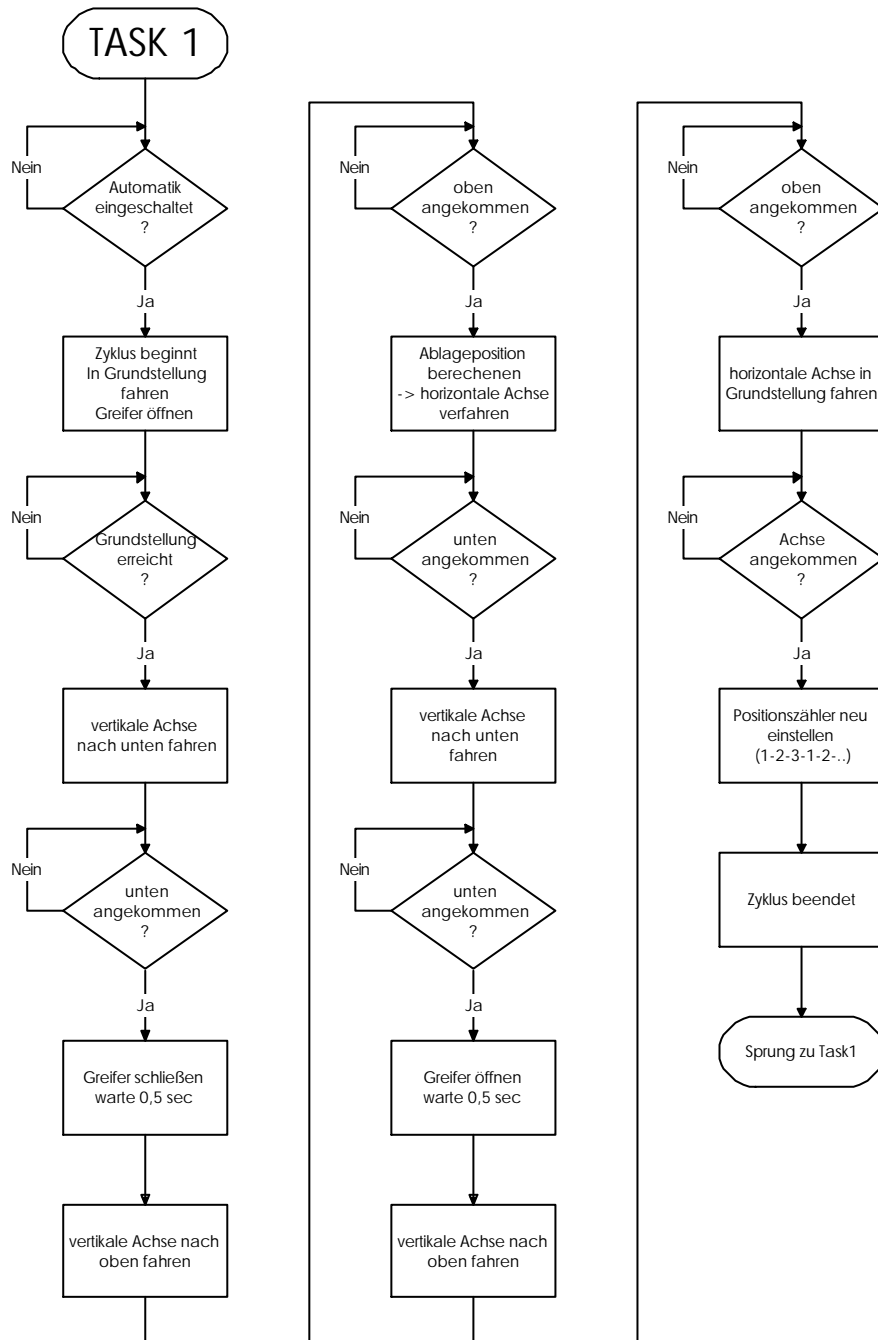 TASK 1
Nein
Automatik
eingeschaltet
?
Ja
Zyklus beginnt
In Grundstellung
fahren
Greifer öffnen
Nein
Grundstellung
erreicht
?
Ja
vertikale Achse
nach unten fahren
Nein
unten
angekommen
?
Ja
Greifer schließen
warte 0,5 sec
vertikale Achse nach
oben fahren
Nein
oben
angekommen
?
Ja
Ablageposition
berechenen
-> horizontale Achse
verfahren
Nein
unten
angekommen
?
Ja
vertikale Achse
nach unten
fahren
Nein
unten
angekommen
?
Ja
Greifer öffnen
warte 0,5 sec
vertikale Achse nach
oben fahren
Nein
oben
angekommen
?
Ja
horizontale Achse in
Grundstellung fahren
Nein
Achse
angekommen
?
Ja
Positionszähler neu
einstellen
(1-2-3-1-2-..)
Zyklus beendet
Sprung zu Task1